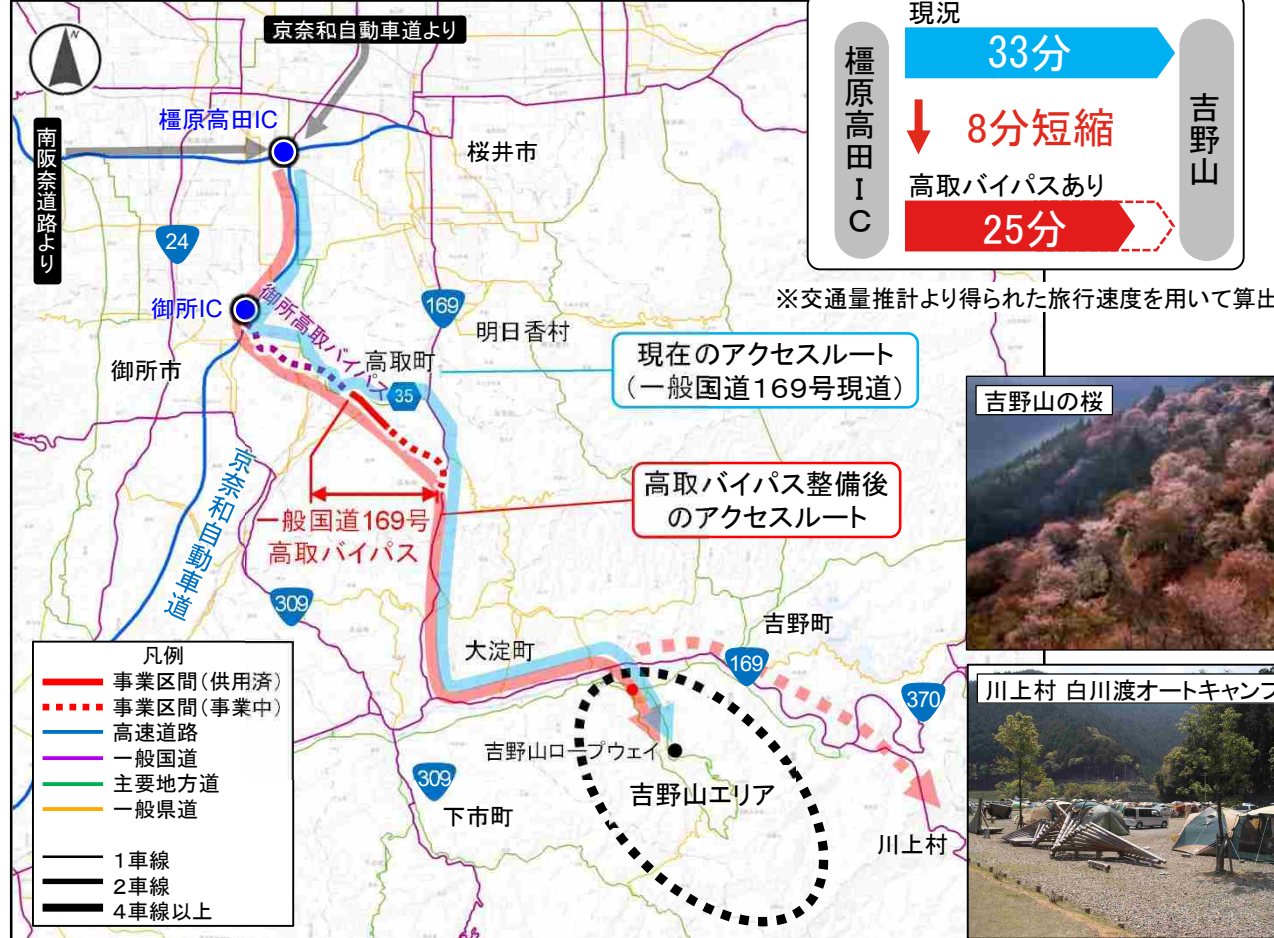 京奈和自動車道より
現況
橿原高田IC
33分
吉野山
8分短縮
高取バイパスあり
25分
※交通量推計より得られた旅行速度を用いて算出
橿原高田IC
南阪奈道路より
桜井市
24
御所IC
御所高取バイパス
169
明日香村
高取町
御所市
35
現在のアクセスルート
（一般国道169号現道）
吉野山の桜
京奈和自動車道
高取バイパス整備後
のアクセスルート
一般国道169号
高取バイパス
309
吉野町
大淀町
169
370
川上村 白川渡オートキャンプ
吉野山ロープウェイ
309
吉野山エリア
下市町
川上村
凡例
事業区間（供用済）
事業区間（事業中）
高速道路
一般国道
主要地方道
一般県道
1車線
2車線
4車線以上